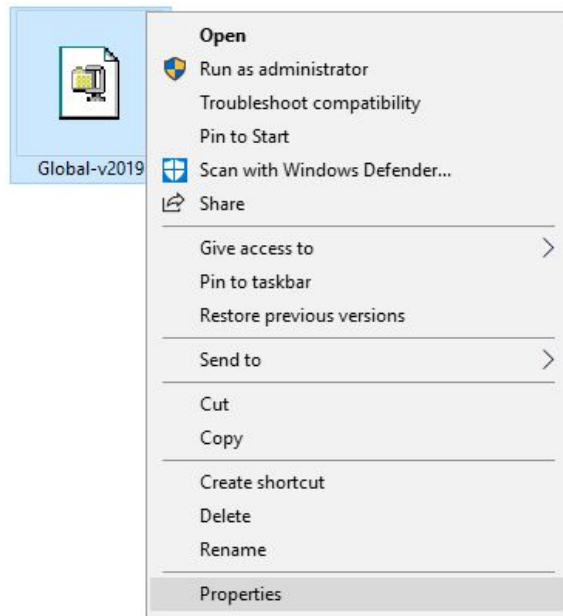 Global-v2019
Open
Run as administrator
Troubleshoot compatibility
Pin to Start
Scan with Windows Defender...
Share
Give access to
Pin to taskbar
Restore previous versions
Send to
Cut
Copy
Create shortcut
Delete
Rename
Properties